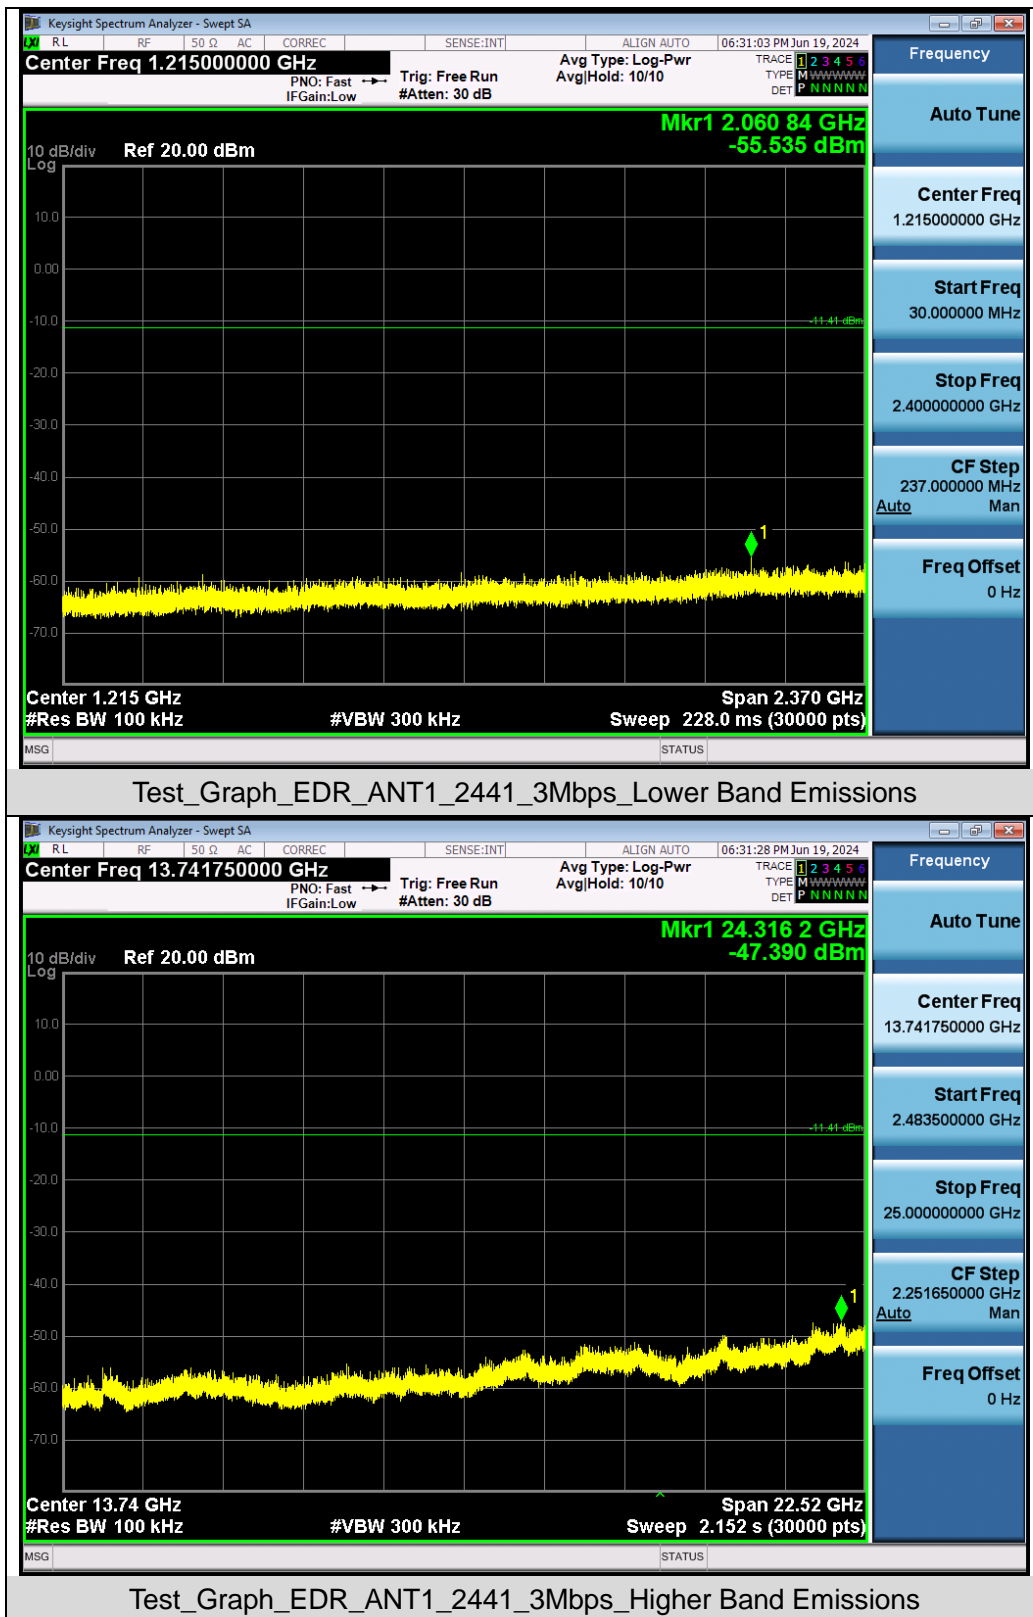 Keysight Spectrum Analyzer - Swept SA
LXI RL RF 50 Ω AC CORREC SENSE:INT ALIGN AUTO 06:31:03 PM Jun 19, 2024
Center Freq 1.215000000 GHz
PNO: Fast
IFGain:Low
Trig: Free Run
#Atten: 30 dB
Avg Type: Log-Pwr
Avg|Hold: 10/10
TRACE 1 2 3 4 5 6
TYPE M WWWWW
DET P N N N N N
Mkr1 2.060 84 GHz
-55.535 dBm
10 dB/div Ref 20.00 dBm
Log
10.0
0.00
-10.0
-11.41 dBm
-20.0
-30.0
-40.0
-50.0
1
-60.0
-70.0
Center 1.215 GHz Span 2.370 GHz
#Res BW 100 kHz #VBW 300 kHz Sweep 228.0 ms (30000 pts)
MSG STATUS
Frequency
Auto Tune
Center Freq
1.215000000 GHz
Start Freq
30.000000 MHz
Stop Freq
2.400000000 GHz
CF Step
237.000000 MHz
Auto Man
Freq Offset
0 Hz
Test_Graph_EDR_ANT1_2441_3Mbps_Lower Band Emissions
Keysight Spectrum Analyzer - Swept SA
LXI RL RF 50 Ω AC CORREC SENSE:INT ALIGN AUTO 06:31:28 PM Jun 19, 2024
Center Freq 13.741750000 GHz
PNO: Fast
IFGain:Low
Trig: Free Run
#Atten: 30 dB
Avg Type: Log-Pwr
Avg|Hold: 10/10
TRACE 1 2 3 4 5 6
TYPE M WWWWW
DET P N N N N N
Mkr1 24.316 2 GHz
-47.390 dBm
10 dB/div Ref 20.00 dBm
Log
10.0
0.00
-10.0
-11.41 dBm
-20.0
-30.0
-40.0
1
-50.0
-60.0
-70.0
Center 13.74 GHz Span 22.52 GHz
#Res BW 100 kHz #VBW 300 kHz Sweep 2.152 s (30000 pts)
MSG STATUS
Frequency
Auto Tune
Center Freq
13.741750000 GHz
Start Freq
2.483500000 GHz
Stop Freq
25.000000000 GHz
CF Step
2.251650000 GHz
Auto Man
Freq Offset
0 Hz
Test_Graph_EDR_ANT1_2441_3Mbps_Higher Band Emissions